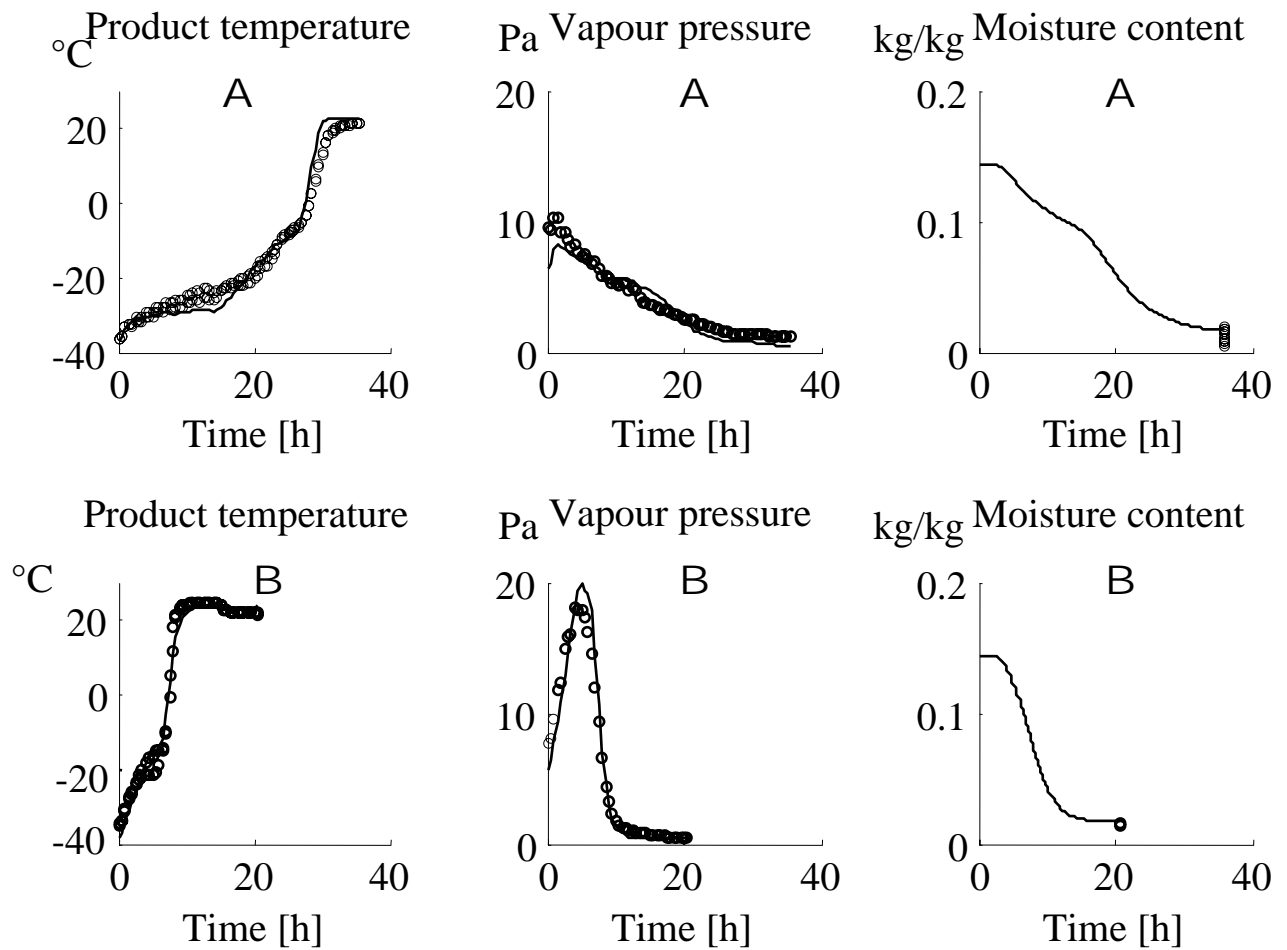 Product temperature
°C
A
20
0
-20
-40
0 20 40
Time [h]
Pa Vapour pressure
A
20
10
0
0 20 40
Time [h]
kg/kg Moisture content
A
0.2
0.1
0
0 20 40
Time [h]
Product temperature
°C
B
20
0
-20
-40
0 20 40
Time [h]
Pa Vapour pressure
B
20
10
0
0 20 40
Time [h]
kg/kg Moisture content
B
0.2
0.1
0
0 20 40
Time [h]